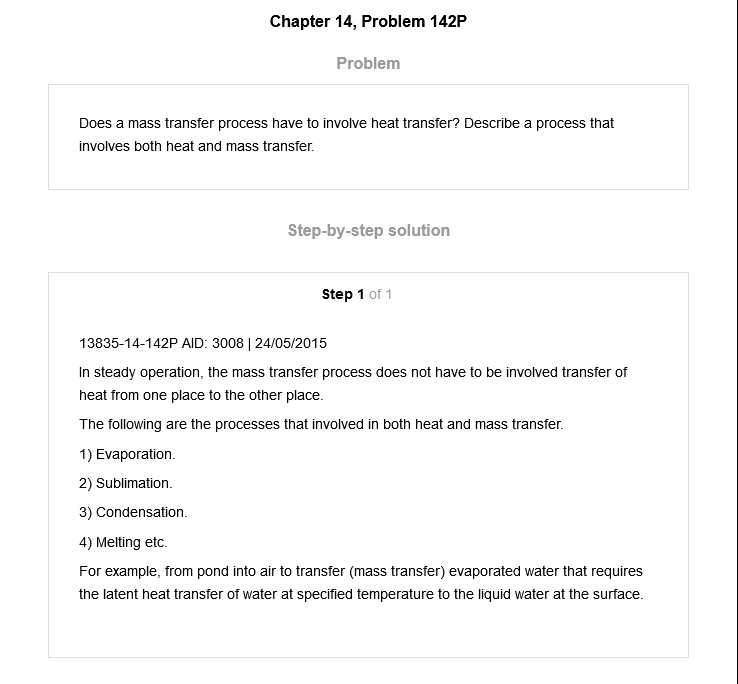 Chapter 14, Problem 142P
Problem
Does a mass transfer process have to involve heat transfer? Describe a process that
involves both heat and mass transfer.
Step-by-step solution
Step 1 of 1
13835-14-142P AID: 3008 | 24/05/2015
In steady operation, the mass transfer process does not have to be involved transfer of
heat from one place to the other place.
The following are the processes that involved in both heat and mass transfer.
1) Evaporation.
2) Sublimation.
3) Condensation.
4) Melting etc.
For example, from pond into air to transfer (mass transfer) evaporated water that requires
the latent heat transfer of water at specified temperature to the liquid water at the surface.